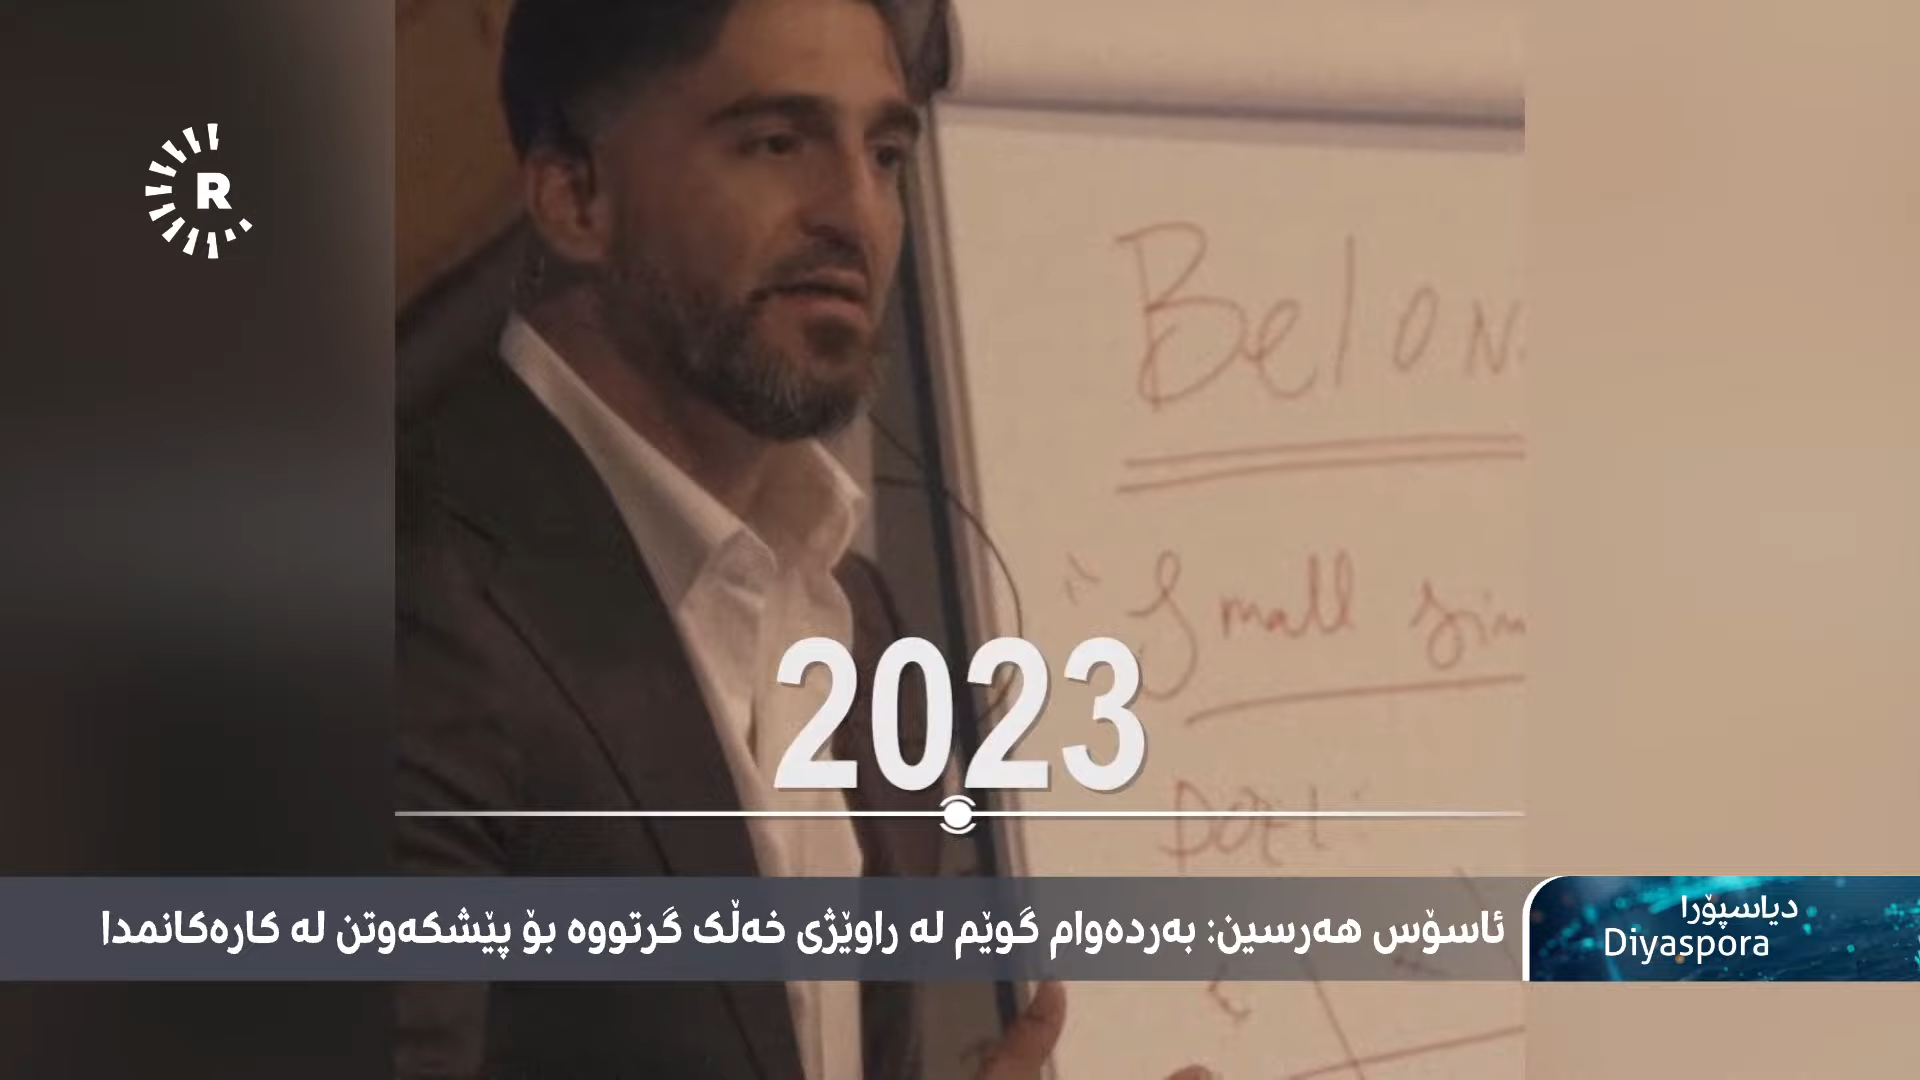 R
Belon
Small
2023
ئاسۆس هەرسین: بەردەوام گوێم لە راوێژی خەڵک گرتووە بۆ پێشکەوتن لە کارەکانمدا
دیاسپۆرا
Diyaspora